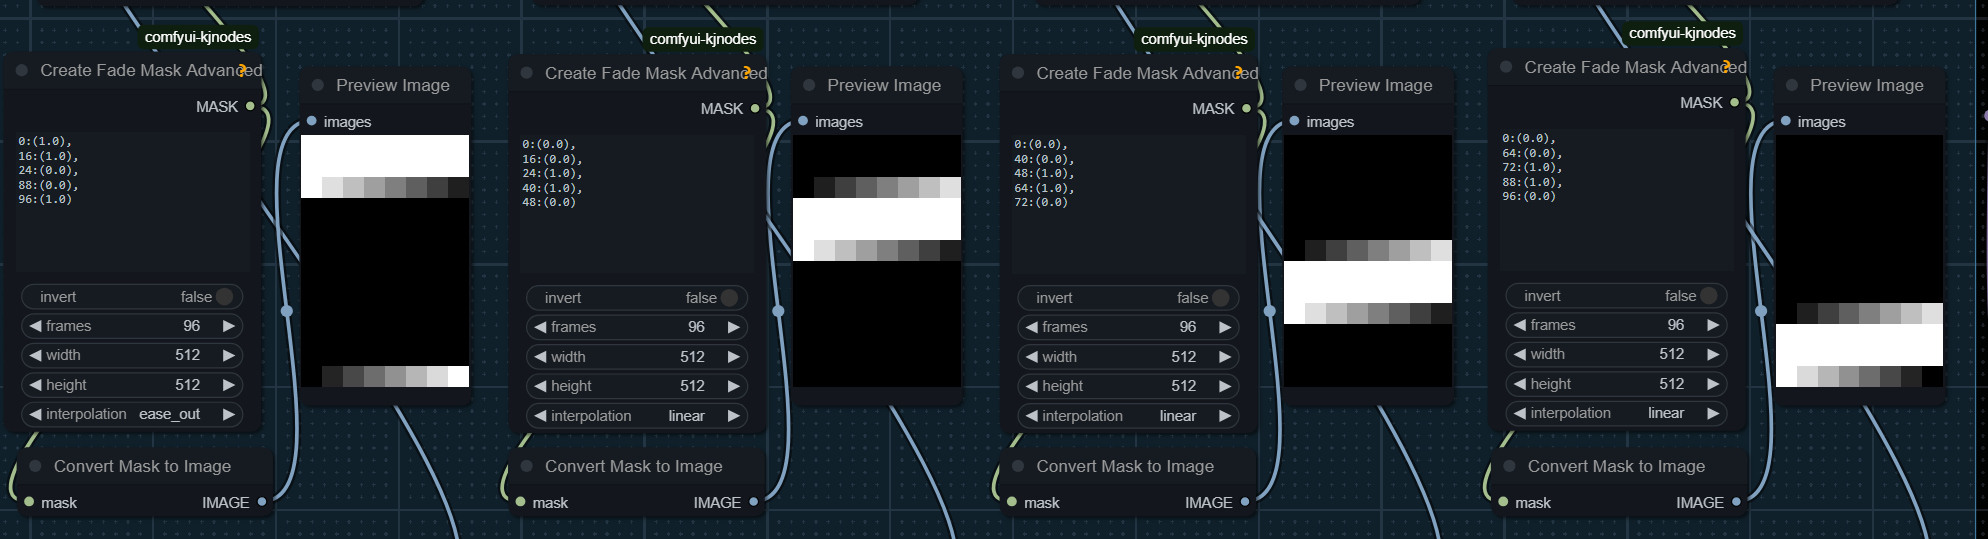 comfyui-kjnodes
Create Fade Mask Advanced
?
MASK
0:(1.0),
16:(1.0),
24:(0.0),
88:(0.0),
96:(1.0)
invert false
frames 96
width 512
height 512
interpolation ease_out
Convert Mask to Image
mask IMAGE
Preview Image
images
comfyui-kjnodes
Create Fade Mask Advanced
?
MASK
0:(0.0),
16:(0.0),
24:(1.0),
40:(1.0),
48:(0.0)
invert false
frames 96
width 512
height 512
interpolation linear
Convert Mask to Image
mask IMAGE
Preview Image
images
comfyui-kjnodes
Create Fade Mask Advanced
?
MASK
0:(0.0),
40:(0.0),
48:(1.0),
64:(1.0),
72:(0.0)
invert false
frames 96
width 512
height 512
interpolation linear
Convert Mask to Image
mask IMAGE
Preview Image
images
comfyui-kjnodes
Create Fade Mask Advanced
?
MASK
0:(0.0),
64:(0.0),
72:(1.0),
88:(1.0),
96:(0.0)
invert false
frames 96
width 512
height 512
interpolation linear
Convert Mask to Image
mask IMAGE
Preview Image
images